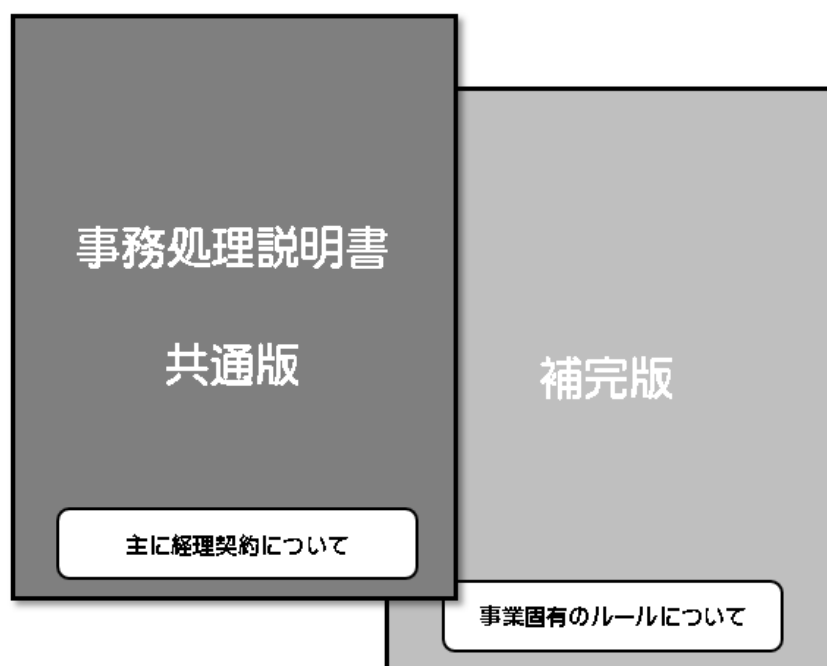 事務処理説明書
共通版
主に経理契約について
補完版
事業固有のルールについて